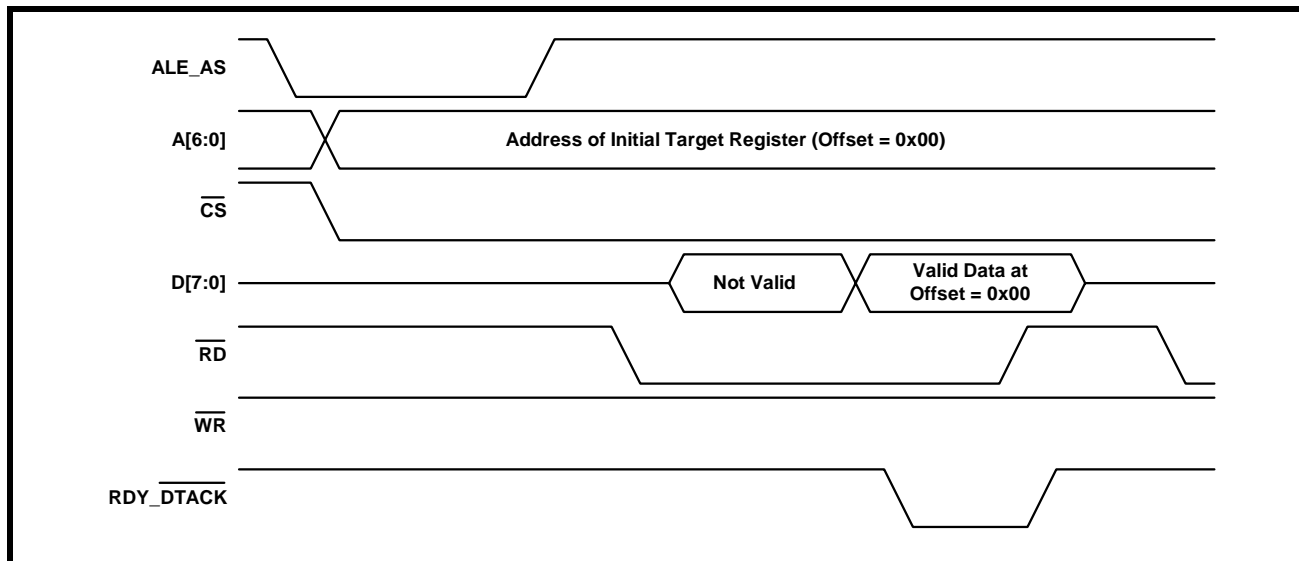 ALE_AS
A[6:0]
Address of Initial Target Register (Offset = 0x00)
CS
D[7:0]
Not Valid
Valid Data at
Offset = 0x00
RD
WR
RDY_DTACK